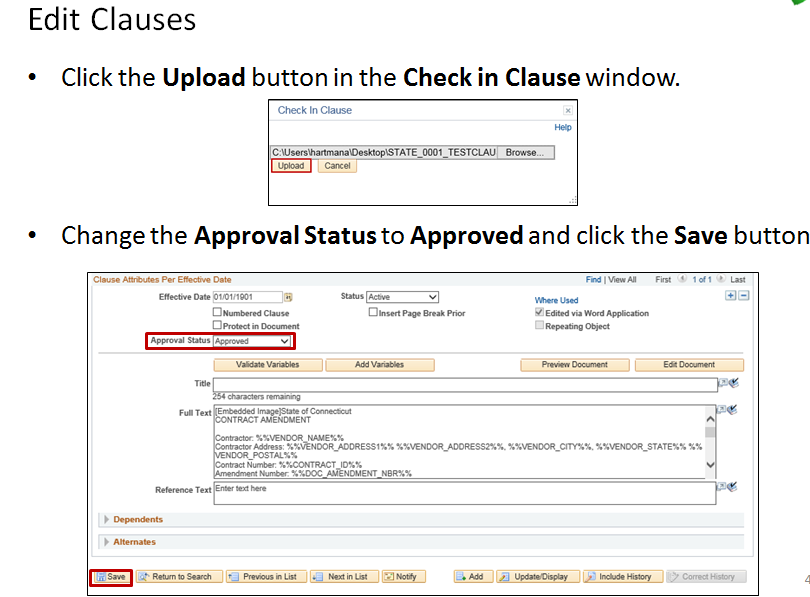 Edit Clauses
• Click the Upload button in the Check in Clause window.
Check In Clause
Help
C:\Users\hartmana\Desktop\STATE_0001_TESTCLAU Browse...
Upload Cancel
• Change the Approval Status to Approved and click the Save button
Clause Attributes Per Effective Date Find | View All First 1 of 1 Last
Effective Date 01/01/1901 Status Active Where Used
Numbered Clause Insert Page Break Prior Edited via Word Application
Protect in Document Repeating Object
Approval Status Approved
Validate Variables Add Variables Preview Document Edit Document
Title
254 characters remaining
Full Text [Embedded Image]State of Connecticut
CONTRACT AMENDMENT
Contractor: %%VENDOR_NAME%%
Contractor Address: %%VENDOR_ADDRESS1%% %%VENDOR_ADDRESS2%%, %%VENDOR_CITY%%, %%VENDOR_STATE%% %%
VENDOR_POSTAL%%
Contract Number: %%CONTRACT_ID%%
Amendment Number: %%DOC_AMENDMENT_NBR%%
Reference Text Enter text here
Dependents
Alternates
Save Return to Search Previous in List Next in List Notify Add Update/Display Include History Correct History
4